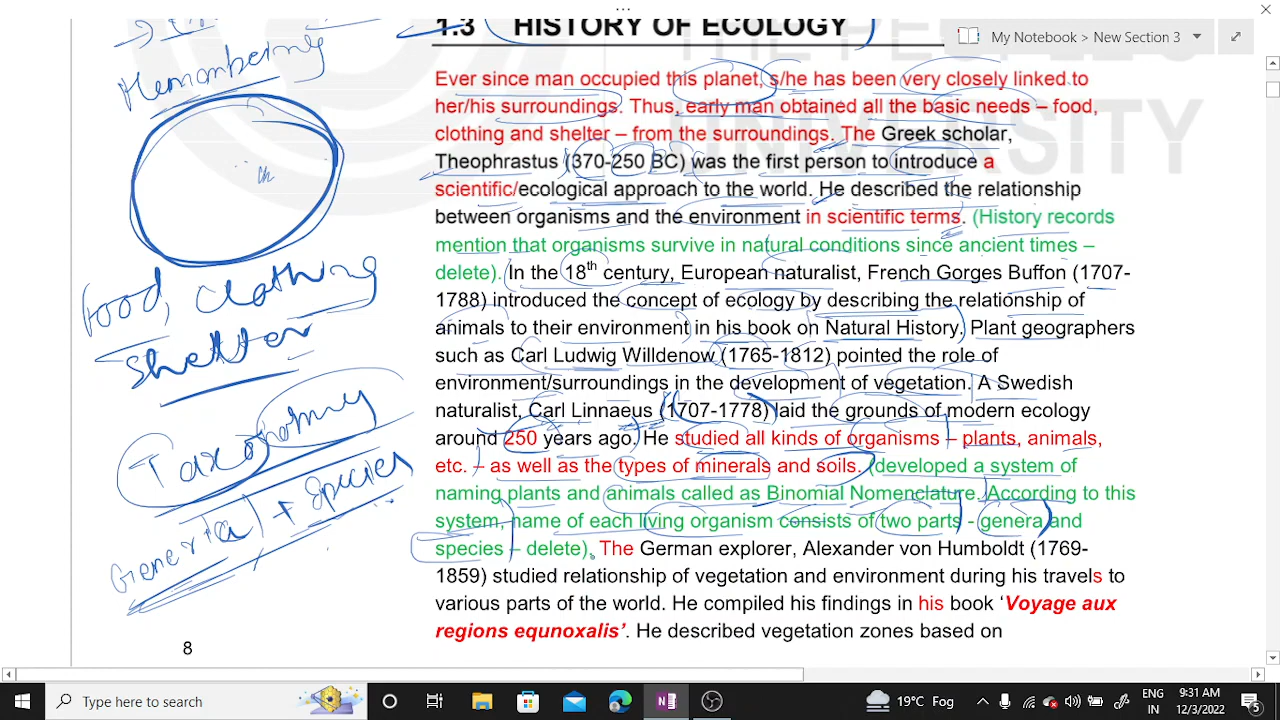 ...
1.3 HISTORY OF ECOLOGY
My Notebook > New Section 3
THE PEOPLE'S
UNIVERSITY
Remembering
Food, Clothing
Shelter
Taxonomy
Genera + Species
Ever since man occupied this planet, s/he has been very closely linked to
her/his surroundings. Thus, early man obtained all the basic needs – food,
clothing and shelter – from the surroundings. The Greek scholar,
Theophrastus (370-250 BC) was the first person to introduce a
scientific/ecological approach to the world. He described the relationship
between organisms and the environment in scientific terms. (History records
mention that organisms survive in natural conditions since ancient times –
delete). In the 18th century, European naturalist, French Gorges Buffon (1707-
1788) introduced the concept of ecology by describing the relationship of
animals to their environment in his book on Natural History. Plant geographers
such as Carl Ludwig Willdenow (1765-1812) pointed the role of
environment/surroundings in the development of vegetation. A Swedish
naturalist, Carl Linnaeus (1707-1778) laid the grounds of modern ecology
around 250 years ago. He studied all kinds of organisms – plants, animals,
etc. – as well as the types of minerals and soils. (developed a system of
naming plants and animals called as Binomial Nomenclature. According to this
system, name of each living organism consists of two parts - genera and
species – delete). The German explorer, Alexander von Humboldt (1769-
1859) studied relationship of vegetation and environment during his travels to
various parts of the world. He compiled his findings in his book ‘Voyage aux
regions equnoxalis’. He described vegetation zones based on
8
Type here to search
19°C Fog
ENG
IN
9:31 AM
12/3/2022
5